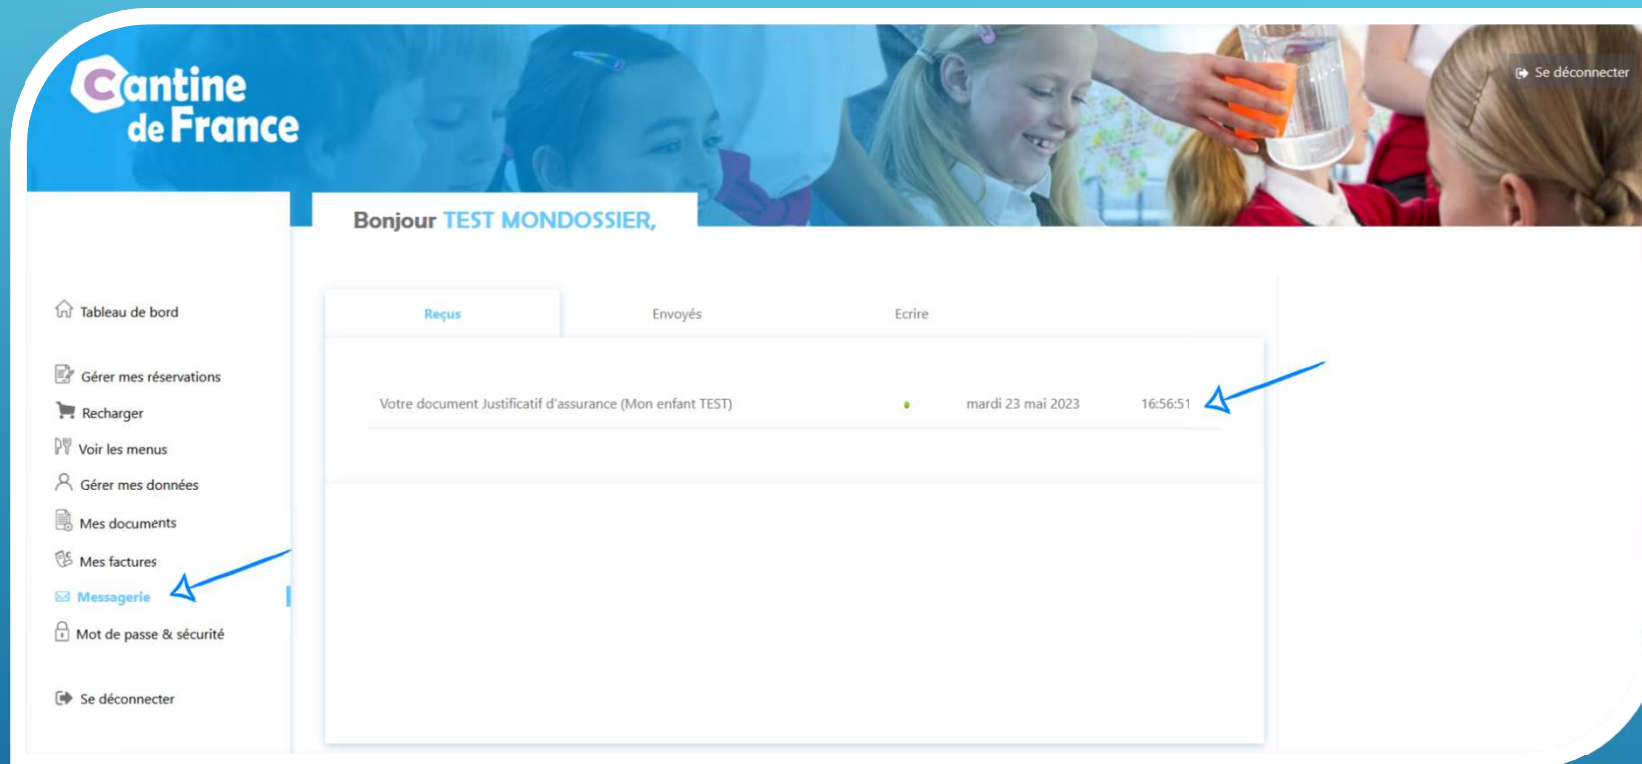 Cantine
de France
Se déconnecter
Bonjour TEST MONDOSSIER,
Tableau de bord
Gérer mes réservations
Recharger
Voir les menus
Gérer mes données
Mes documents
Mes factures
Messagerie
Mot de passe & sécurité
Se déconnecter
Reçus Envoyés Ecrire
Votre document Justificatif d'assurance (Mon enfant TEST) mardi 23 mai 2023 16:56:51